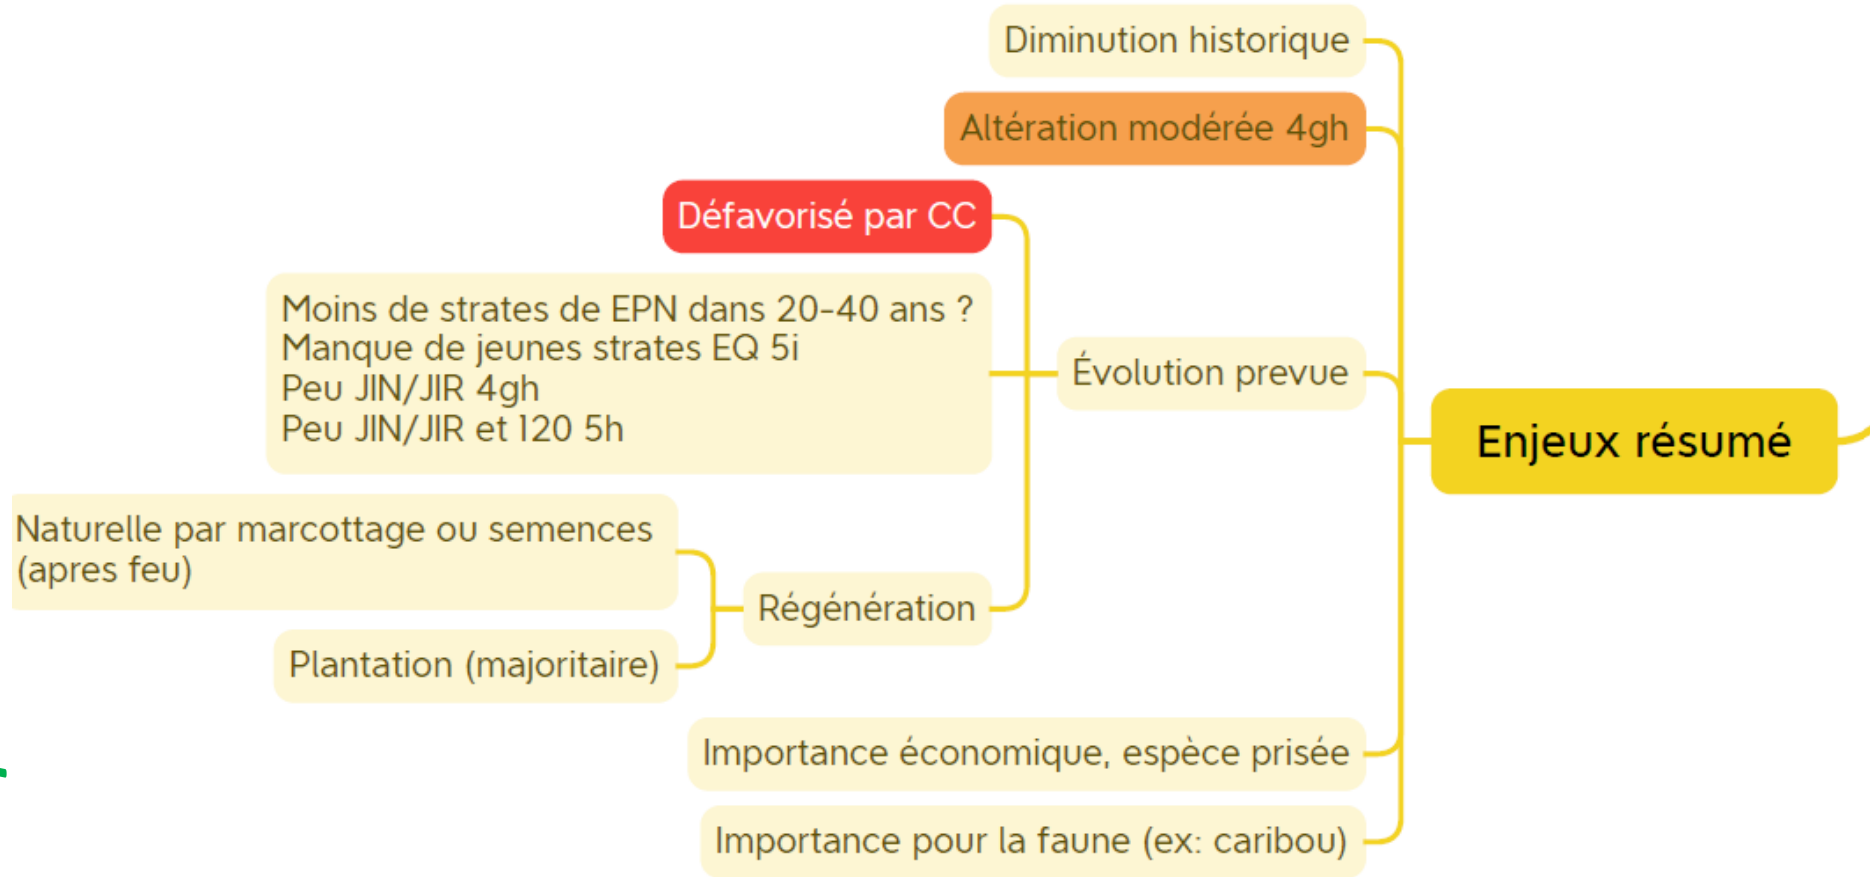 Diminution historique
Altération modérée 4gh
Défavorisé par CC
Moins de strates de EPN dans 20-40 ans ?
Manque de jeunes strates EQ 5i
Peu JIN/JIR 4gh
Peu JIN/JIR et 120 5h
Évolution prevue
Enjeux résumé
Naturelle par marcottage ou semences
(apres feu)
Régénération
Plantation (majoritaire)
Importance économique, espèce prisée
Importance pour la faune (ex: caribou)